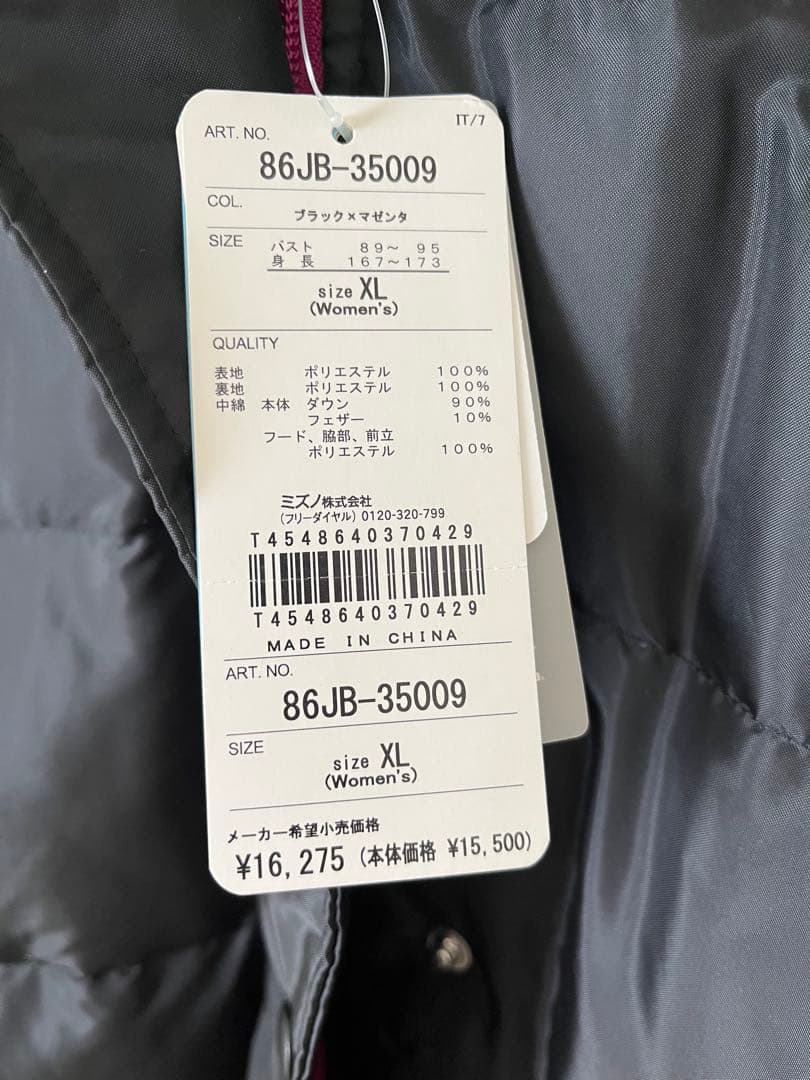 IT/7
ART. NO.
86JB-35009
COL.
ブラック×マゼンタ
SIZE バスト 89〜 95
身 長 167〜173
size XL
(Women's)
QUALITY
表地 ポリエステル 100%
裏地 ポリエステル 100%
中綿 本体 ダウン 90%
フェザー 10%
フード、脇部、前立
ポリエステル 100%
ミズノ株式会社
(フリーダイヤル) 0120-320-799
T4548640370429
T4548640370429
MADE IN CHINA
ART. NO.
86JB-35009
SIZE
size XL
(Women's)
メーカー希望小売価格
¥16,275 (本体価格 ¥15,500)